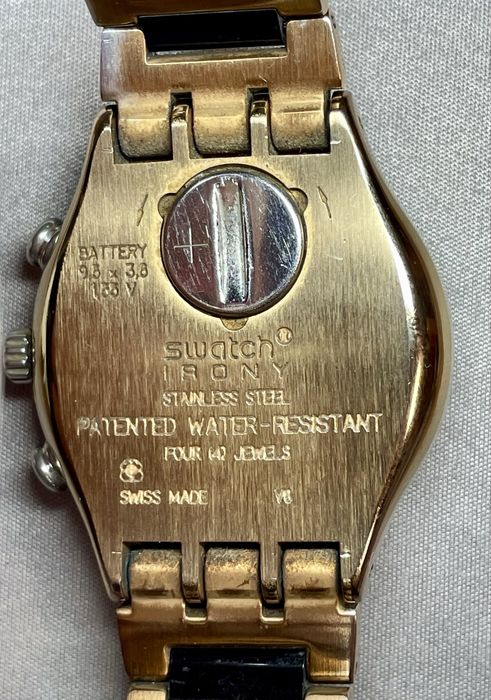 +
BATTERY
9.5 x 3.6
1.55 V
swatch
IRONY
STAINLESS STEEL
PATENTED WATER-RESISTANT
FOUR (4) JEWELS
SWISS MADE V8